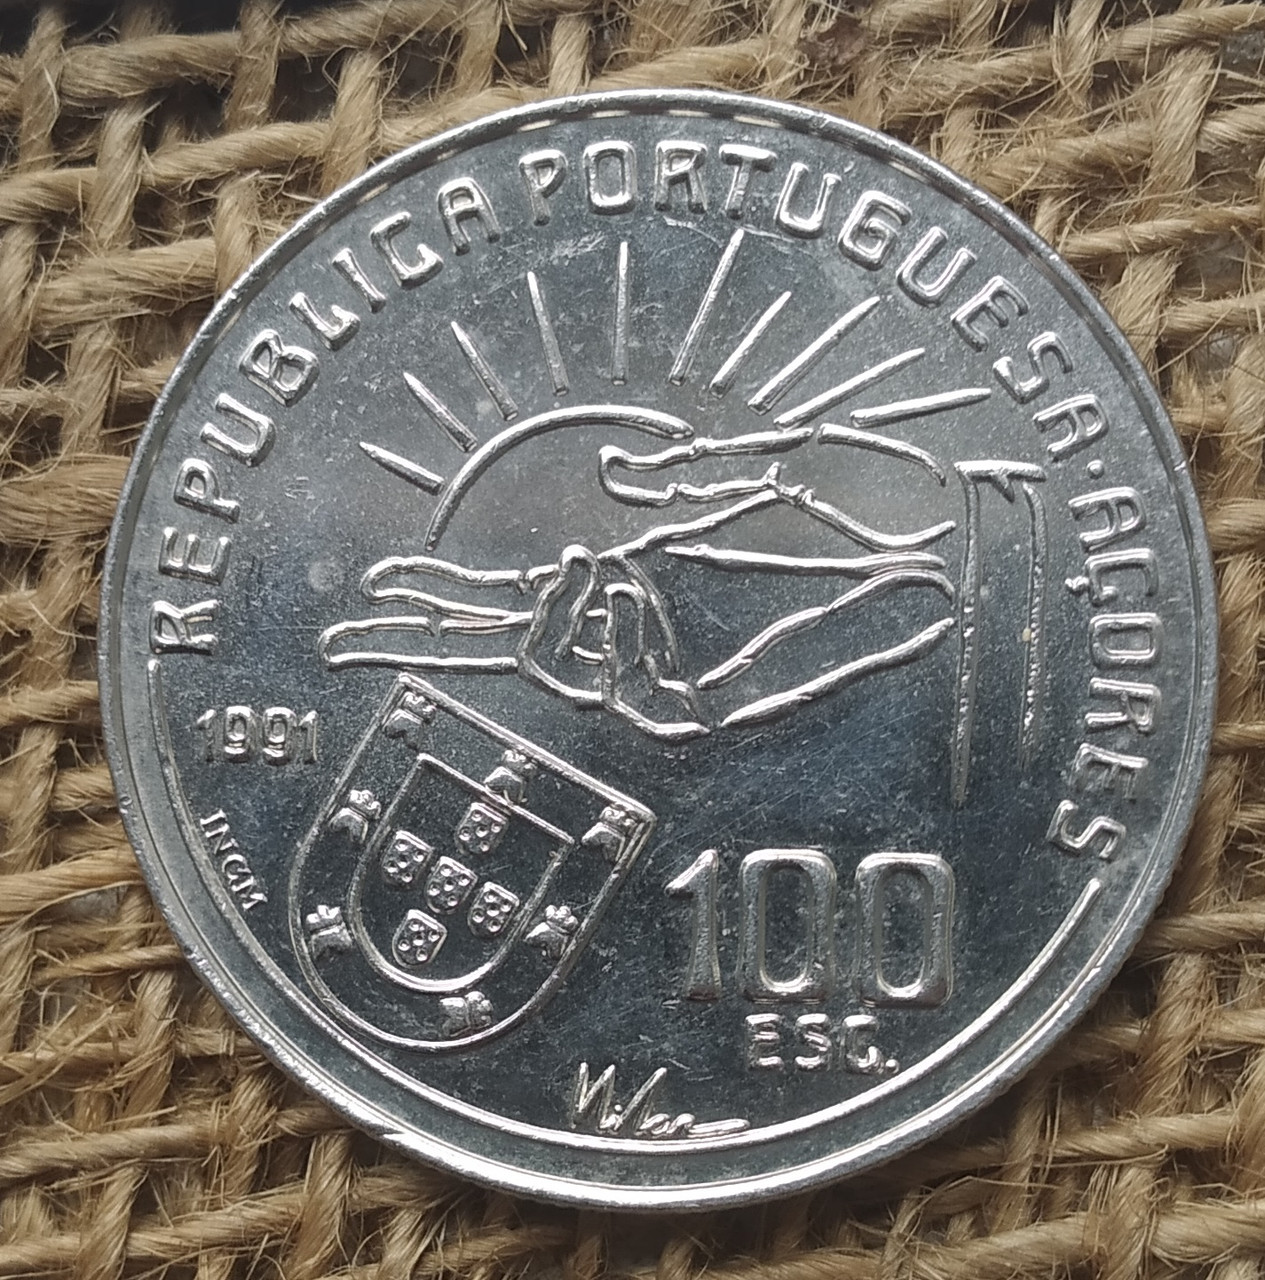 REPUBLICA PORTUGUESA·AÇORES
1991
INCM
100
ESC.